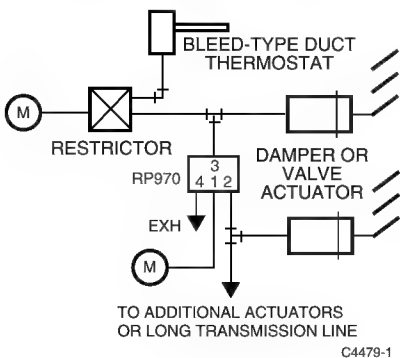 BLEED-TYPE DUCT
THERMOSTAT
M
RESTRICTOR
DAMPER OR
VALVE
ACTUATOR
RP970
3
4 1 2
EXH
M
TO ADDITIONAL ACTUATORS
OR LONG TRANSMISSION LINE
C4479-1